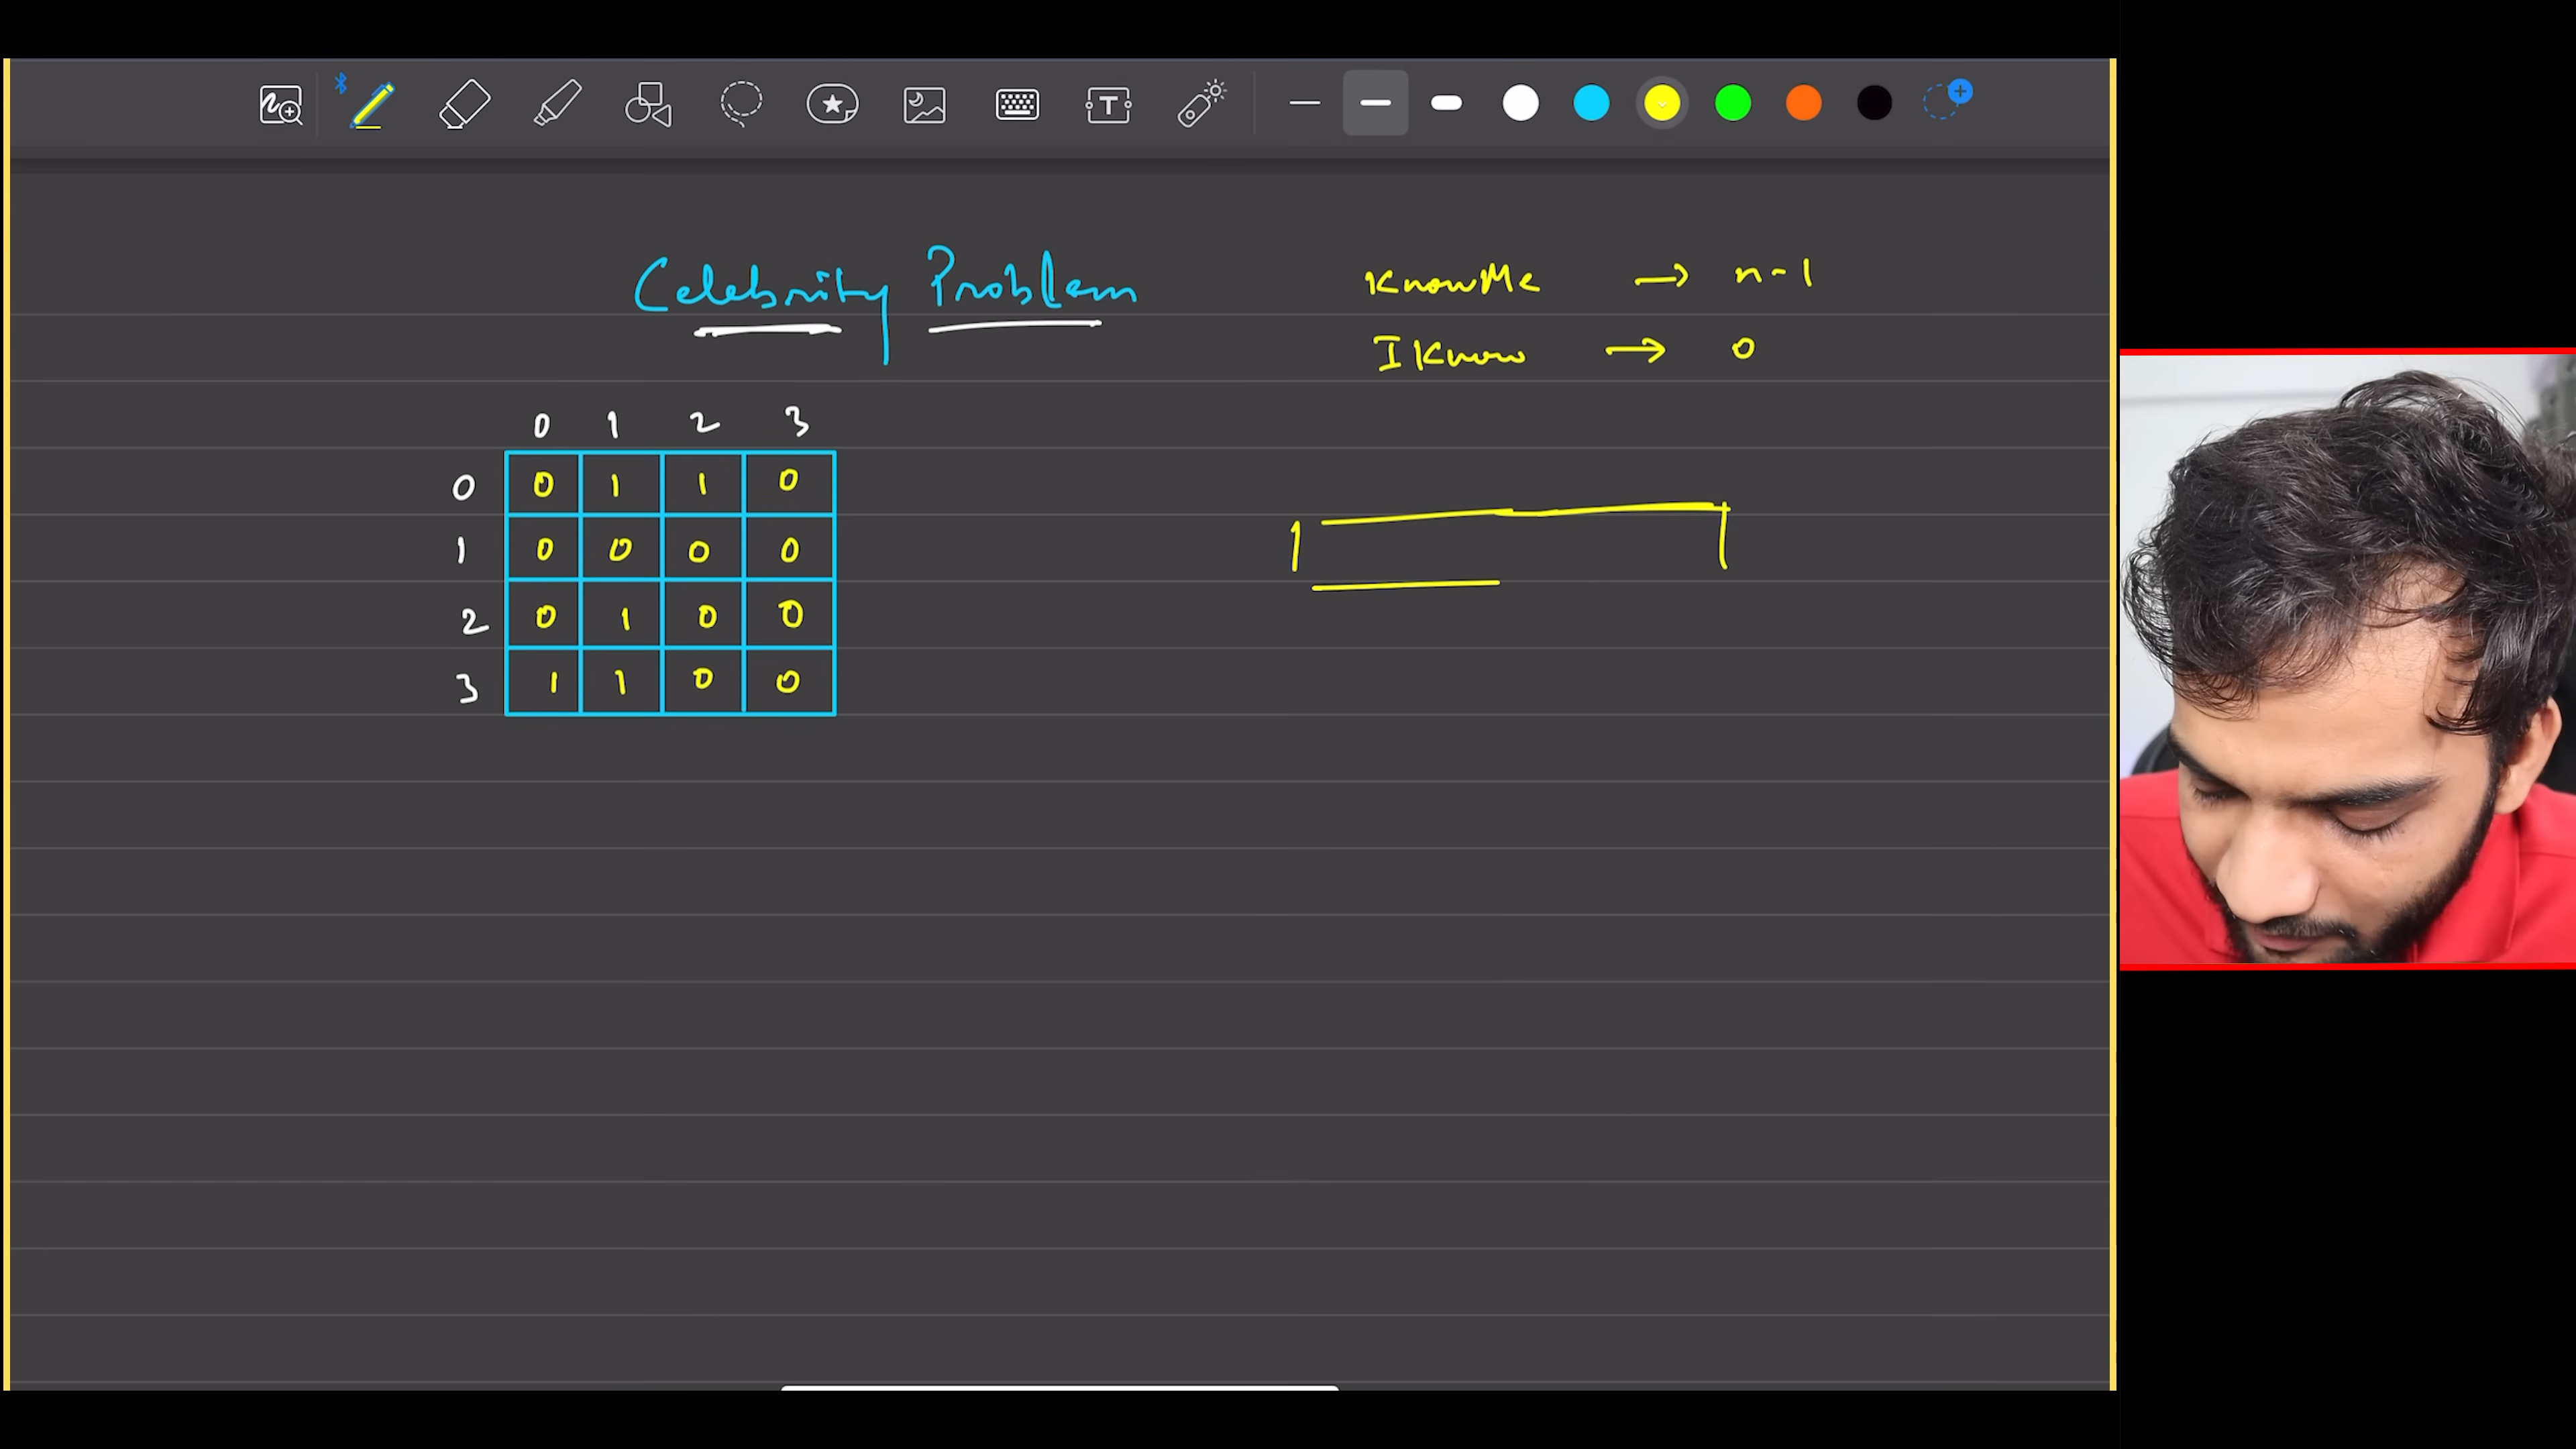 Celebrity Problem
KnowMe → n-1
I Know → 0
0 1 2 3
0 0 1 1 0
1 0 0 0 0
2 0 1 0 0
3 1 1 0 0